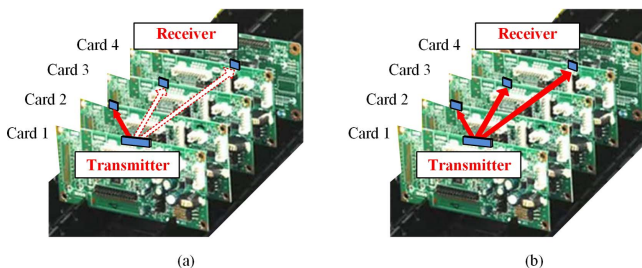 Receiver
Card 4
Card 3
Card 2
Card 1
Transmitter
(a)
Receiver
Card 4
Card 3
Card 2
Card 1
Transmitter
(b)